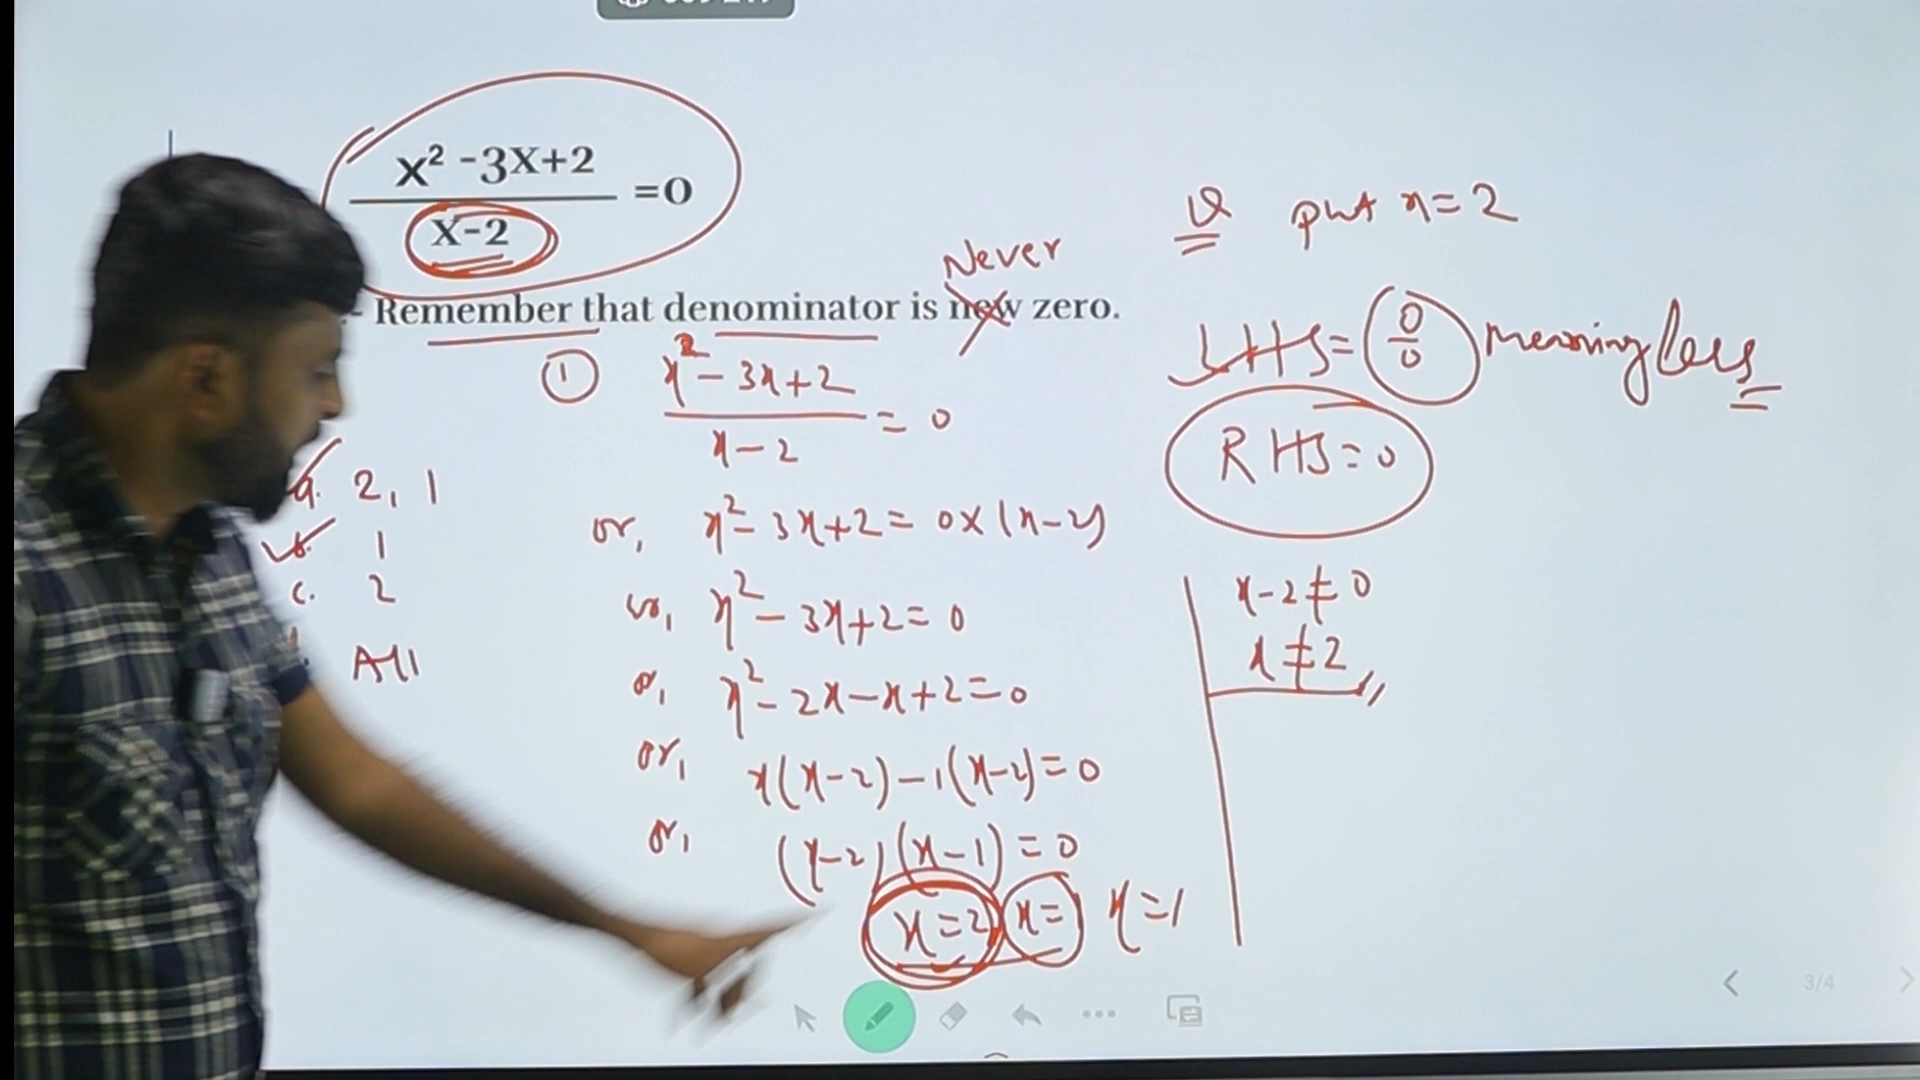 x² -3x+2
x-2
=0
Never
Remember that denominator is new zero.
①
x² - 3x + 2
x - 2
= 0
or, x² - 3x + 2 = 0 × (x-2)
or, x² - 3x + 2 = 0
or, x² - 2x - x + 2 = 0
or, x(x-2) - 1(x-2) = 0
or, (x-2)(x-1) = 0
x = 2 x = x = 1
a. 2, 1
b. 1
c. 2
All
put x = 2
LHS = 0/0 meaningless
RHS = 0
x - 2 ≠ 0
x ≠ 2
3/4